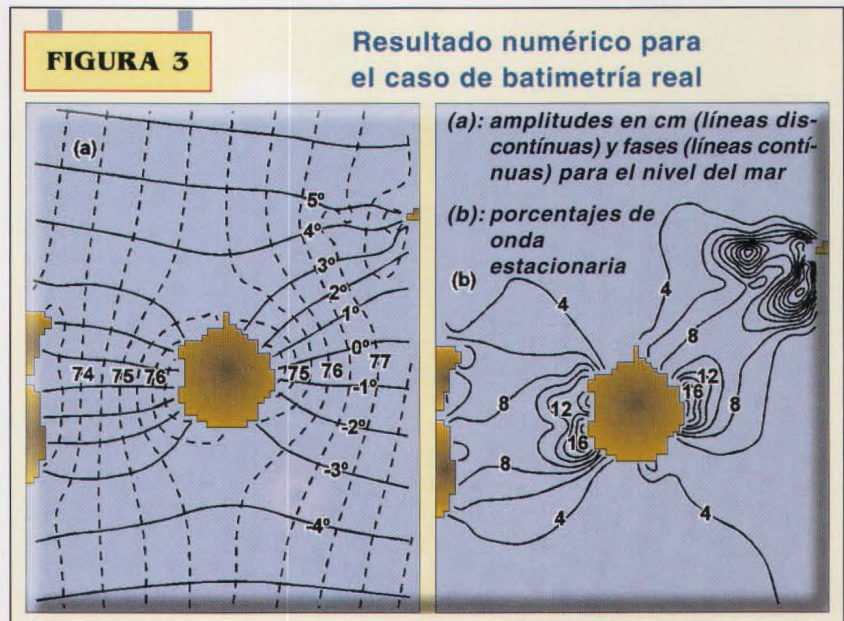 FIGURA 3
Resultado numérico para
el caso de batimetría real
(a)
5º
4º
3º
2º
1º
0º
74
75
76
75
76
77
-1º
-2º
-3º
-4º
(a): amplitudes en cm (líneas dis-
contínuas) y fases (líneas contí-
nuas) para el nivel del mar
(b): porcentajes de
onda
estacionaria
(b)
4
4
8
8
12
16
12
16
8
8
4
4